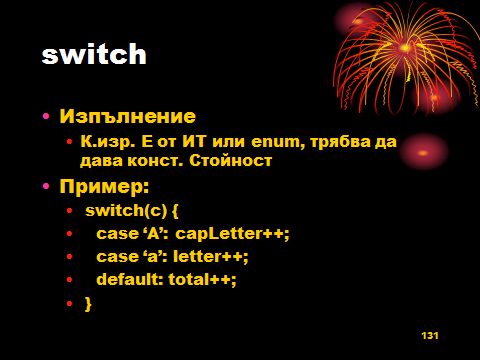 switch
Изпълнение
К.изр. Е от ИТ или enum, трябва да
дава конст. Стойност
Пример:
switch(c) {
case ‘A’: capLetter++;
case ‘a’: letter++;
default: total++;
}
131